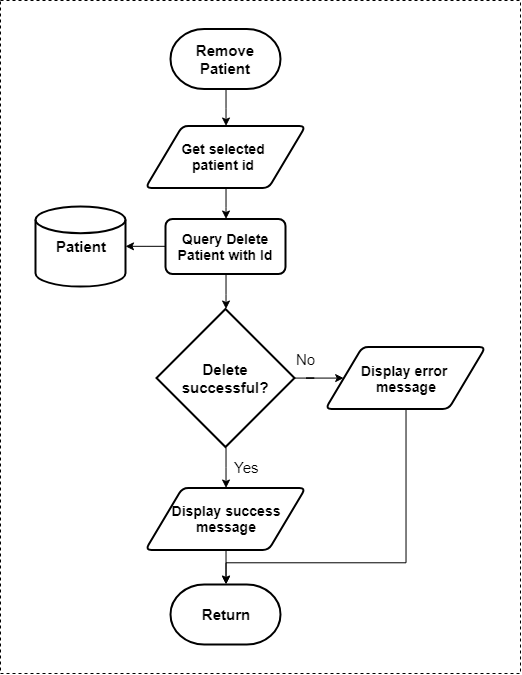 Remove
Patient
Get selected
patient id
Patient
Query Delete
Patient with Id
Delete
successful?
No
Display error
message
Yes
Display success
message
Return